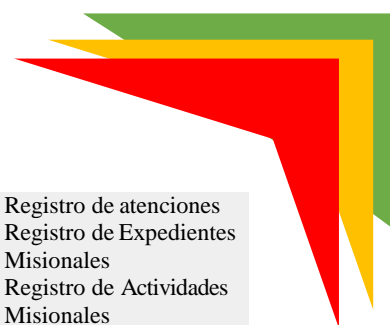 Registro de atenciones
Registro de Expedientes
Misionales
Registro de Actividades
Misionales